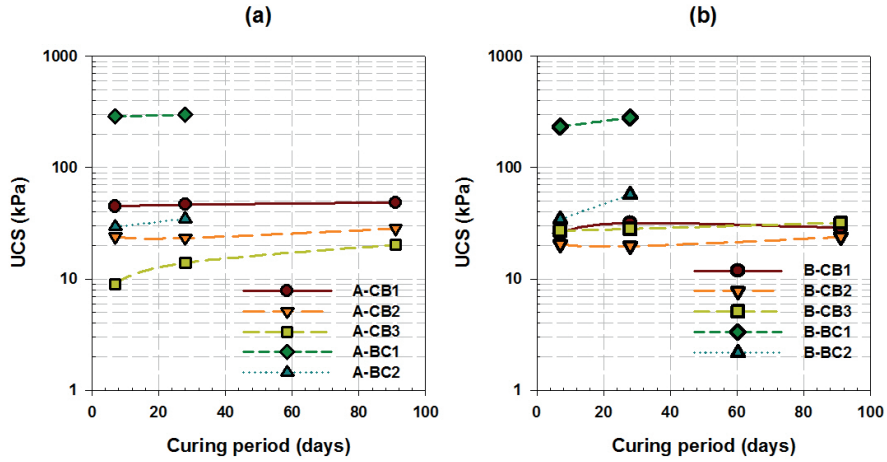 (a)
1000
100
10
1
UCS (kPa)
0 20 40 60 80 100
Curing period (days)
A-CB1
A-CB2
A-CB3
A-BC1
A-BC2
(b)
1000
100
10
1
UCS (kPa)
0 20 40 60 80 100
Curing period (days)
B-CB1
B-CB2
B-CB3
B-BC1
B-BC2